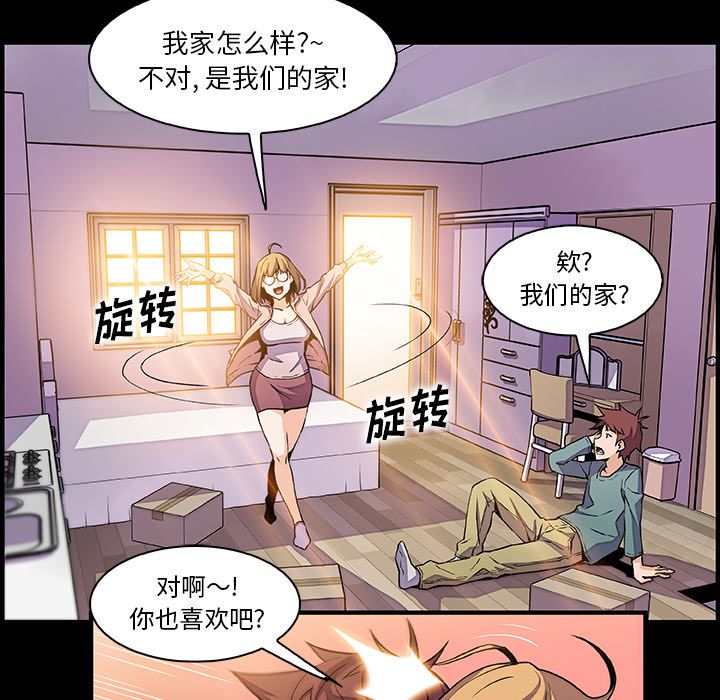 我家怎么样?~
不对, 是我们的家!
欸?
我们的家?
旋转
旋转
对啊~!
你也喜欢吧?